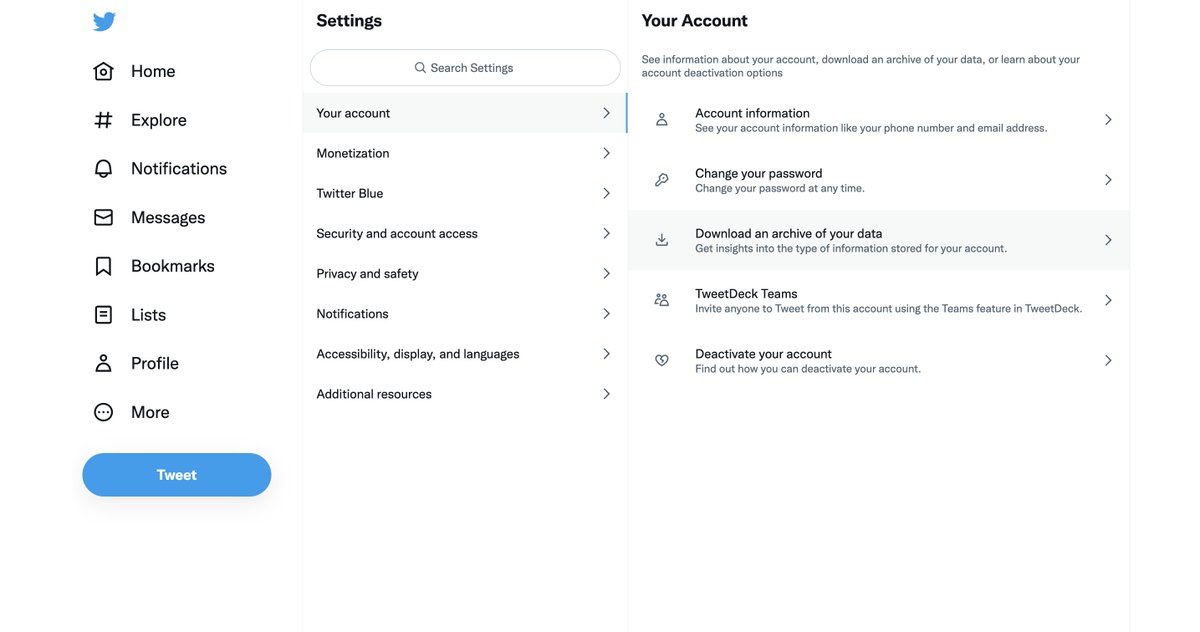 Home
Explore
Notifications
Messages
Bookmarks
Lists
Profile
More
Tweet
Settings
Search Settings
Your account
Monetization
Twitter Blue
Security and account access
Privacy and safety
Notifications
Accessibility, display, and languages
Additional resources
Your Account
See information about your account, download an archive of your data, or learn about your
account deactivation options
Account information
See your account information like your phone number and email address.
Change your password
Change your password at any time.
Download an archive of your data
Get insights into the type of information stored for your account.
TweetDeck Teams
Invite anyone to Tweet from this account using the Teams feature in TweetDeck.
Deactivate your account
Find out how you can deactivate your account.